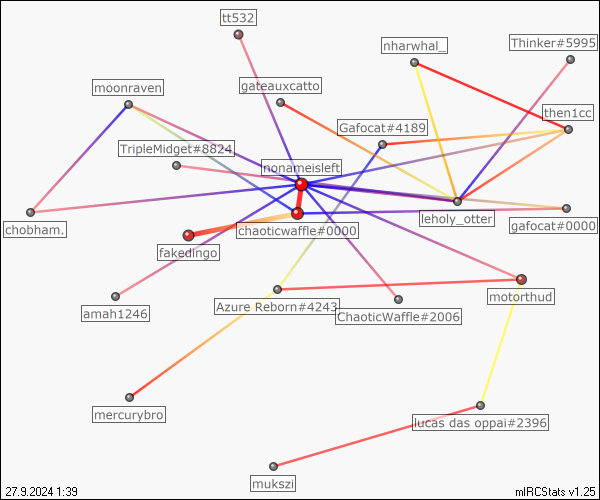 tt532
nharwhal_
Thinker#5995
moonraven
gateauxcatto
then1cc
Gafocat#4189
TripleMidget#8824
nonameisleft
chobham.
leholy_otter
gafocat#0000
chaoticwaffle#0000
fakedingo
motorthud
amah1246
Azure Reborn#4243
ChaoticWaffle#2006
mercurybro
lucas das oppai#2396
mukszi
27.9.2024 1:39
mIRCStats v1.25